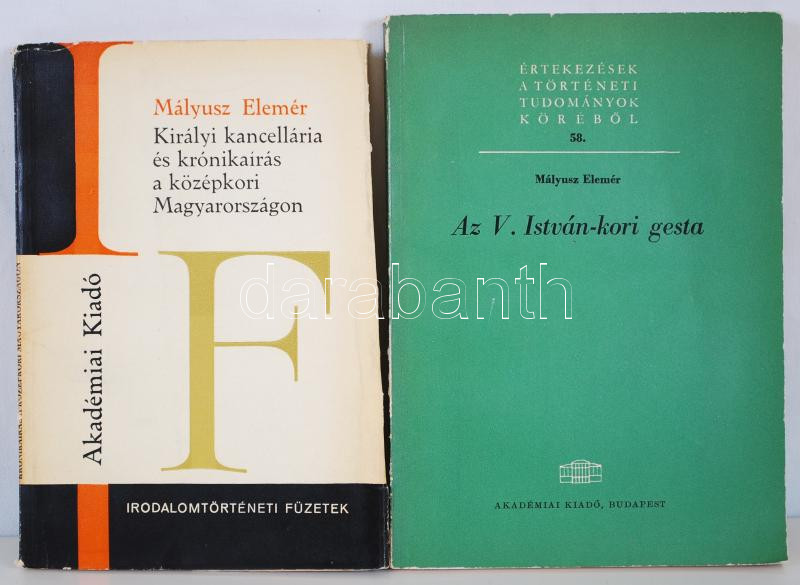 Mályusz Elemér
Királyi kancellária
és krónikaírás
a középkori
Magyarországon
I
F
Akadémiai Kiadó
IRODALOMTÖRTÉNETI FÜZETEK
ÉRTEKEZÉSEK
A TÖRTÉNETI
TUDOMÁNYOK
KÖRÉBŐL
58.
Mályusz Elemér
Az V. István-kori gesta
AKADÉMIAI KIADÓ, BUDAPEST
darabanth